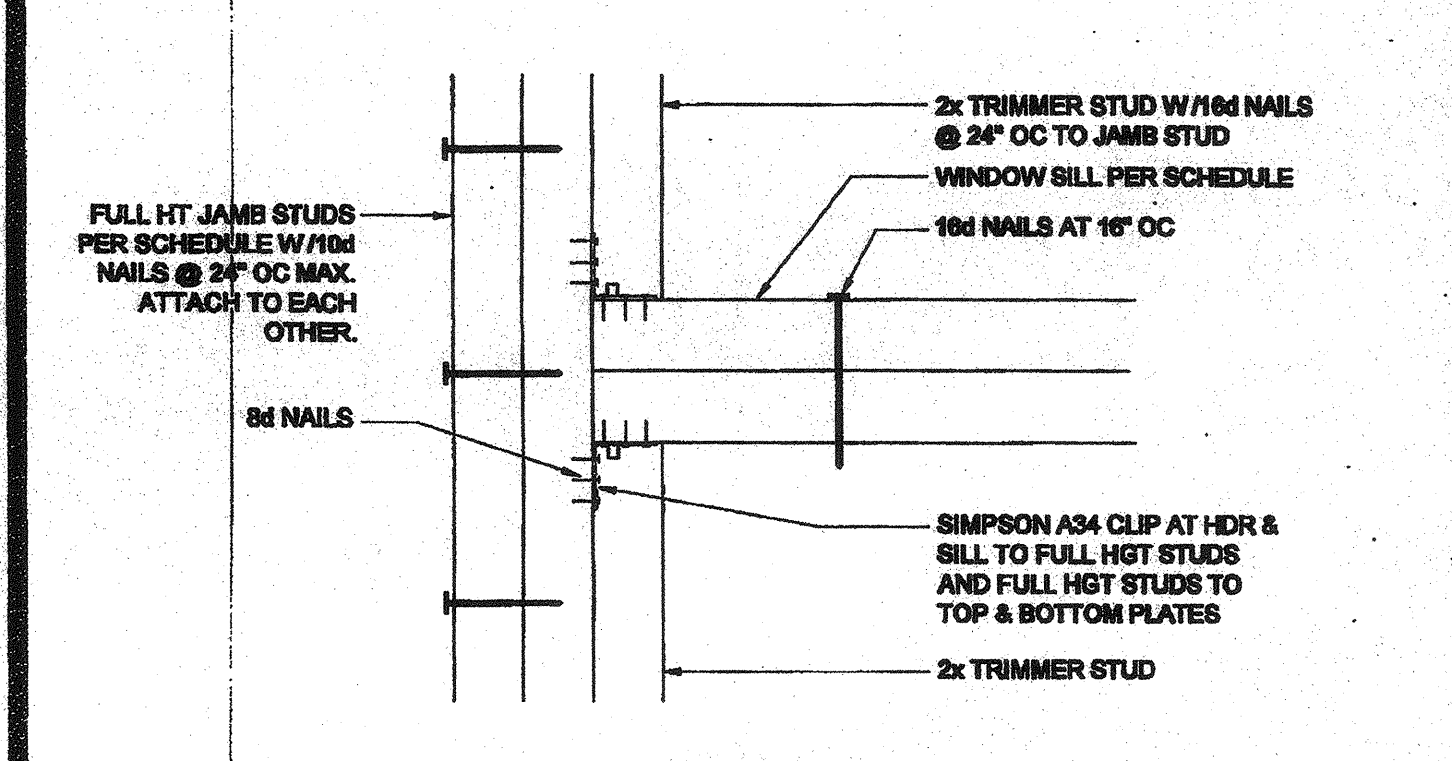 2x TRIMMER STUD W/16d NAILS
@ 24" OC TO JAMB STUD
WINDOW SILL PER SCHEDULE
16d NAILS AT 16" OC
FULL HT JAMB STUDS
PER SCHEDULE W/10d
NAILS @ 24" OC MAX.
ATTACH TO EACH
OTHER.
8d NAILS
SIMPSON A34 CLIP AT HDR &
SILL TO FULL HGT STUDS
AND FULL HGT STUDS TO
TOP & BOTTOM PLATES
2x TRIMMER STUD